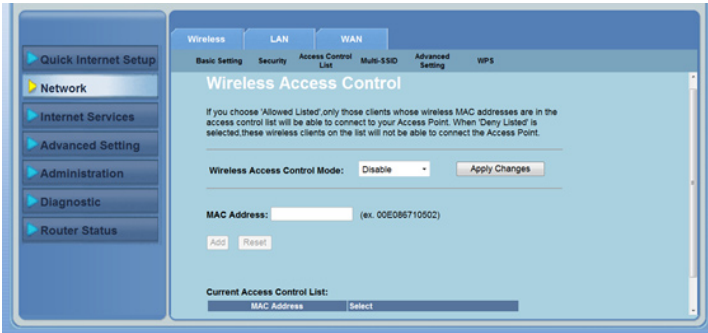 Wireless LAN WAN
Basic Setting Security Access Control List Multi-SSID Advanced Setting WPS
Quick Internet Setup
Network
Internet Services
Advanced Setting
Administration
Diagnostic
Router Status
Wireless Access Control
If you choose 'Allowed Listed',only those clients whose wireless MAC addresses are in the
access control list will be able to connect to your Access Point. When 'Deny Listed' is
selected,these wireless clients on the list will not be able to connect the Access Point.
Wireless Access Control Mode: Disable Apply Changes
MAC Address: (ex. 00E086710502)
Add Reset
Current Access Control List:
MAC Address Select